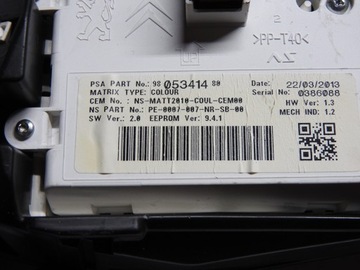 >PP-T40<
PSA PART No.: 98 053414 80
MATRIX TYPE: COLOUR
CEM No. : NS-MATT2010-COUL-CEM00
NS PART No: PE-0007-007-NR-SB-00
SW Ver.: 2.0 EEPROM Ver.: 9.4.1
Date: 22/03/2013
Serial No: 0386088
HW Ver.: 1.3
MECH IND: 1.2